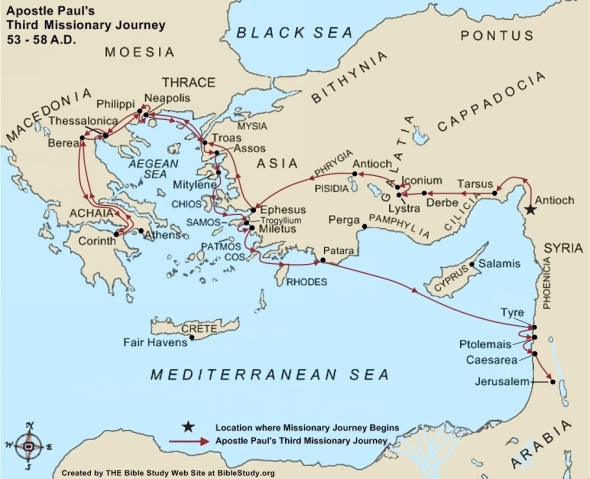 Apostle Paul's
Third Missionary Journey
53 - 58 A.D.
BLACK SEA
PONTUS
MOESIA
THRACE
BITHYNIA
MACEDONIA
Philippi
Neapolis
Thessalonica
Berea
MYSIA
CAPPADOCIA
Troas
Assos
AEGEAN
SEA
ASIA
GALATIA
PHRYGIA
Antioch
PISIDIA
Iconium
Tarsus
Mitylene
CHIOS
Lystra
Derbe
CILICIA
Antioch
ACHAIA
Ephesus
SAMOS
Trogyllium
Miletus
Perga
PAMPHYLIA
Corinth
Athens
PATMOS
COS
Patara
SYRIA
RHODES
CYPRUS
Salamis
PHOENICIA
Tyre
CRETE
Fair Havens
Ptolemais
Caesarea
MEDITERRANEAN SEA
Jerusalem
Location where Missionary Journey Begins
Apostle Paul's Third Missionary Journey
ARABIA
N
W
E
S
Created by THE Bible Study Web Site at BibleStudy.org